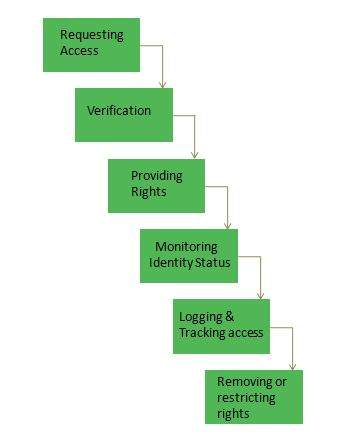 Requesting
Access
Verification
Providing
Rights
Monitoring
Identity Status
Logging &
Tracking access
Removing or
restricting
rights